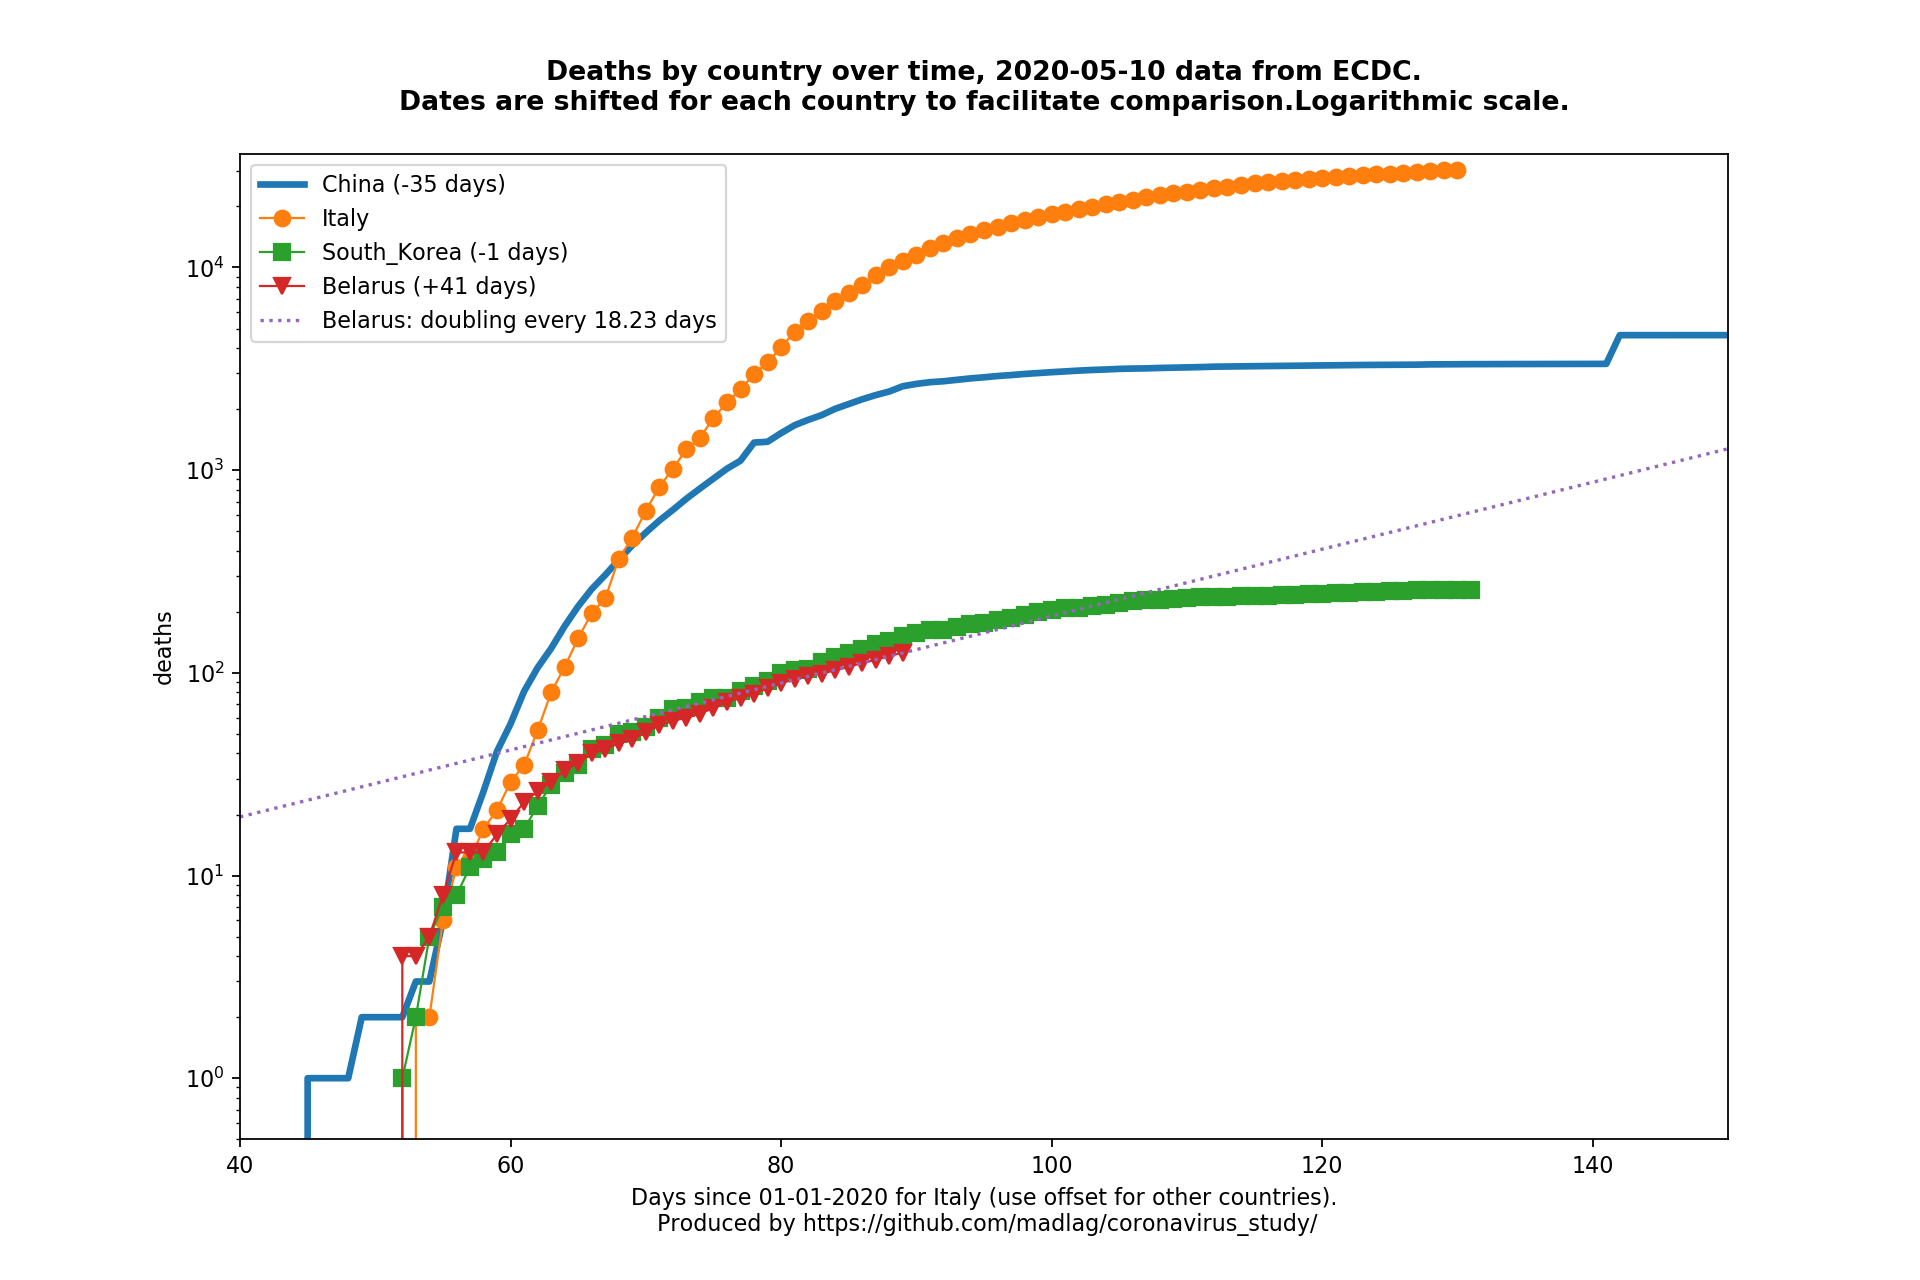 Deaths by country over time, 2020-05-10 data from ECDC.
Dates are shifted for each country to facilitate comparison.Logarithmic scale.
China (-35 days)
Italy
South_Korea (-1 days)
Belarus (+41 days)
Belarus: doubling every 18.23 days
deaths
10⁴
10³
10²
10¹
10⁰
40 60 80 100 120 140
Days since 01-01-2020 for Italy (use offset for other countries).
Produced by https://github.com/madlag/coronavirus_study/